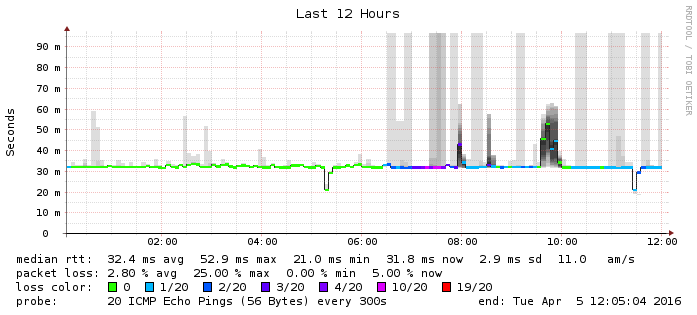 Last 12 Hours
RRDTOOL / TOBI OETIKER
Seconds
90 m
80 m
70 m
60 m
50 m
40 m
30 m
20 m
10 m
0
02:00 04:00 06:00 08:00 10:00 12:00
median rtt: 32.4 ms avg 52.9 ms max 21.0 ms min 31.8 ms now 2.9 ms sd 11.0 am/s
packet loss: 2.80 % avg 25.00 % max 0.00 % min 5.00 % now
loss color: 0 1/20 2/20 3/20 4/20 10/20 19/20
probe: 20 ICMP Echo Pings (56 Bytes) every 300s end: Tue Apr 5 12:05:04 2016